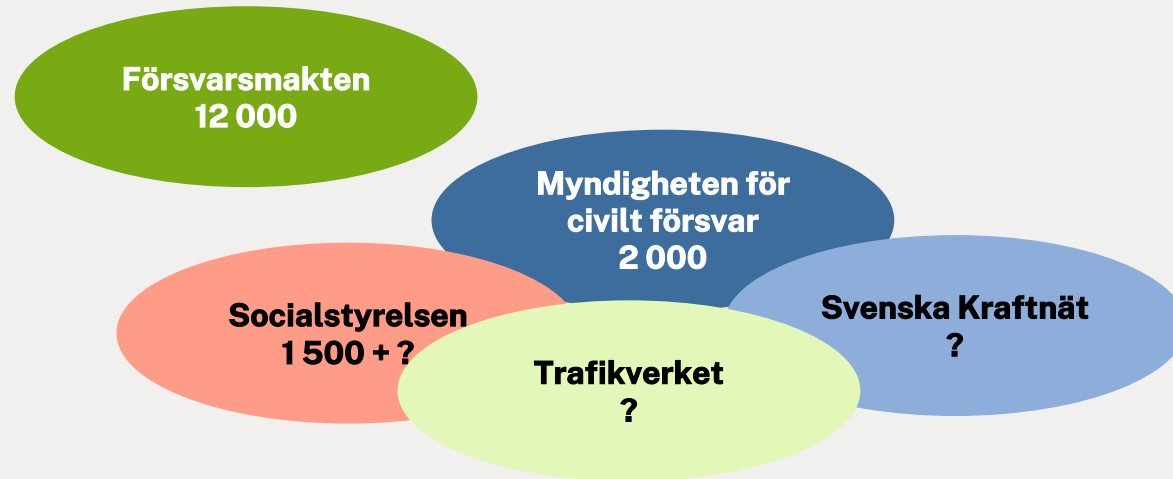 Försvarsmakten
12 000
Myndigheten för
civilt försvar
2 000
Socialstyrelsen
1 500 + ?
Svenska Kraftnät
?
Trafikverket
?